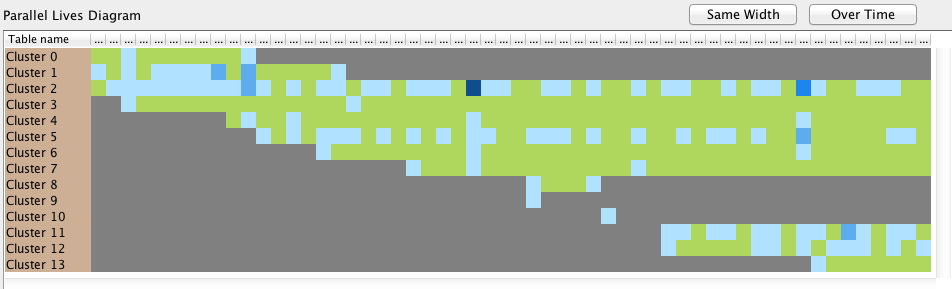 Parallel Lives Diagram
Same Width
Over Time
Table name ... ... ... ... ... ... ... ... ... ... ... ... ... ... ... ... ... ... ... ... ... ... ... ... ... ... ... ... ... ... ... ... ... ... ... ... ... ... ... ... ... ... ... ... ... ... ... ... ... ... ... ... ... ... ... ...
Cluster 0
Cluster 1
Cluster 2
Cluster 3
Cluster 4
Cluster 5
Cluster 6
Cluster 7
Cluster 8
Cluster 9
Cluster 10
Cluster 11
Cluster 12
Cluster 13